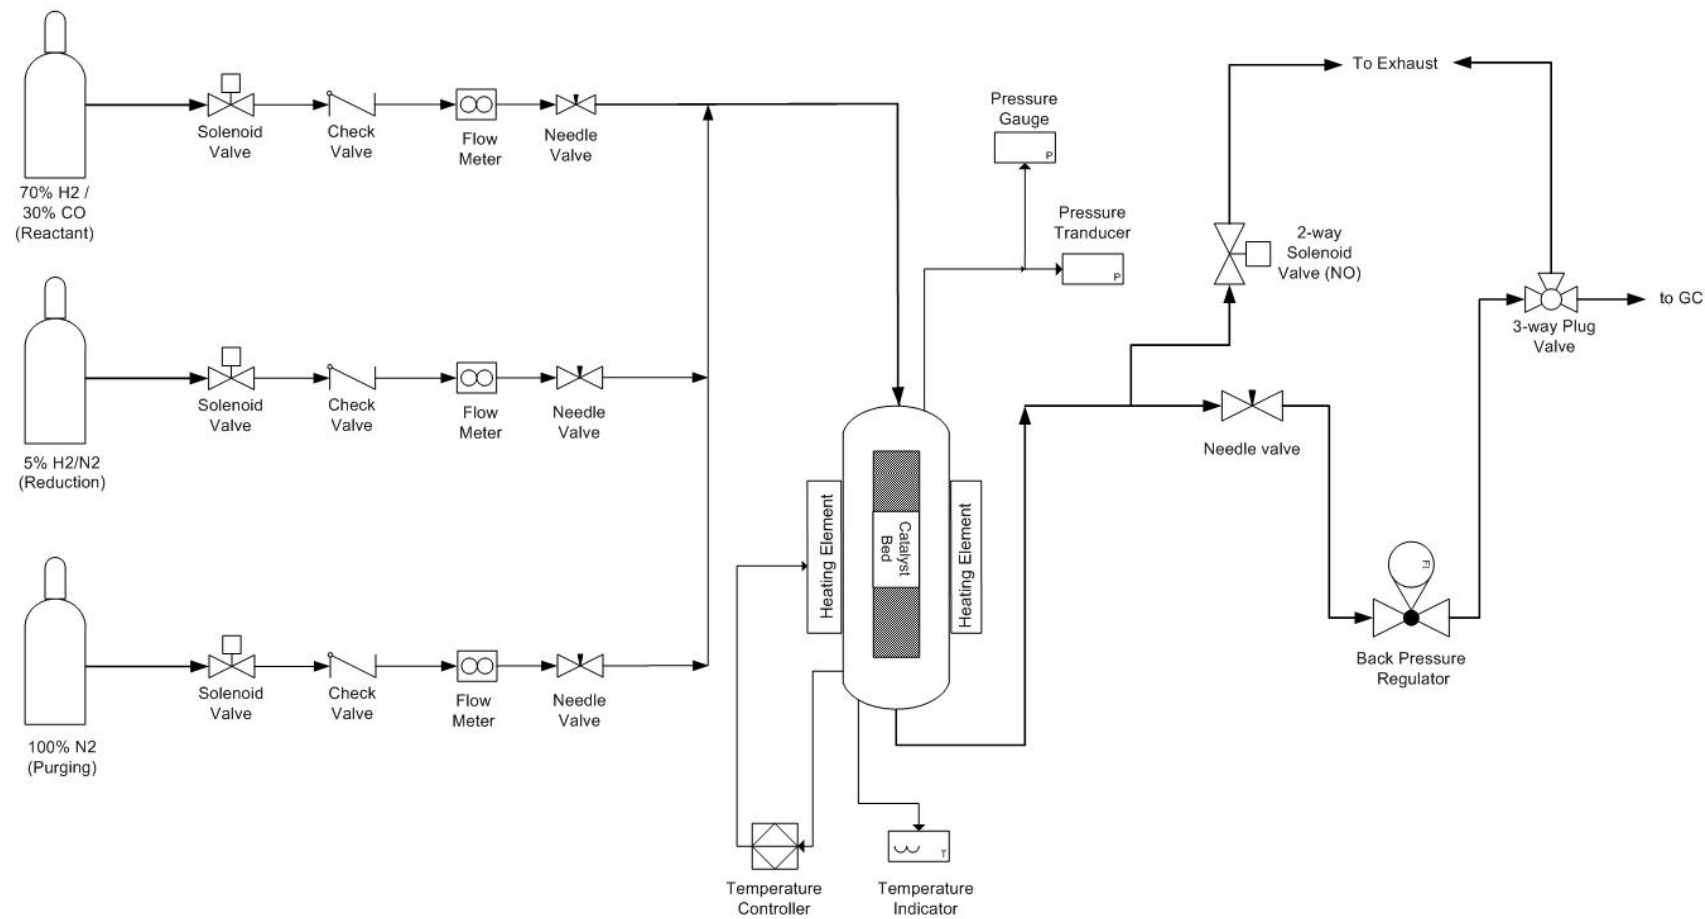 To Exhaust
Pressure
Gauge
P
Solenoid
Valve
Check
Valve
Flow
Meter
Needle
Valve
70% H2 /
30% CO
(Reactant)
Pressure
Tranducer
P
2-way
Solenoid
Valve (NO)
to GC
3-way Plug
Valve
Solenoid
Valve
Check
Valve
Flow
Meter
Needle
Valve
5% H2/N2
(Reduction)
Needle valve
Heating Element
Catalyst
Bed
Heating Element
FI
Back Pressure
Regulator
Solenoid
Valve
Check
Valve
Flow
Meter
Needle
Valve
100% N2
(Purging)
T
Temperature
Controller
Temperature
Indicator